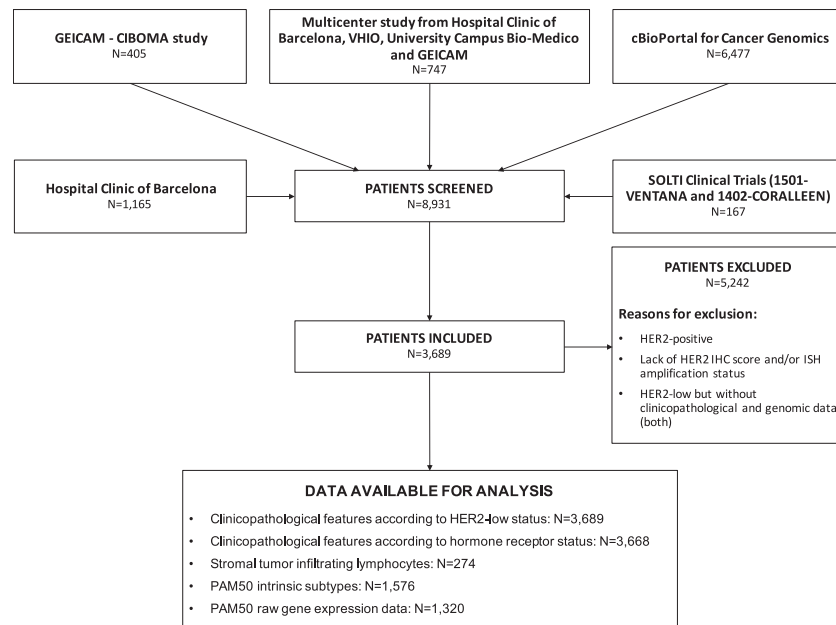 GEICAM - CIBOMA study
N=405
Multicenter study from Hospital Clinic of
Barcelona, VHIO, University Campus Bio-Medico
and GEICAM
N=747
cBioPortal for Cancer Genomics
N=6,477
Hospital Clinic of Barcelona
N=1,165
PATIENTS SCREENED
N=8,931
SOLTI Clinical Trials (1501-
VENTANA and 1402-CORALLEEN)
N=167
PATIENTS EXCLUDED
N=5,242
Reasons for exclusion:
• HER2-positive
• Lack of HER2 IHC score and/or ISH
amplification status
• HER2-low but without
clinicopathological and genomic data
(both)
PATIENTS INCLUDED
N=3,689
DATA AVAILABLE FOR ANALYSIS
• Clinicopathological features according to HER2-low status: N=3,689
• Clinicopathological features according to hormone receptor status: N=3,668
• Stromal tumor infiltrating lymphocytes: N=274
• PAM50 intrinsic subtypes: N=1,576
• PAM50 raw gene expression data: N=1,320